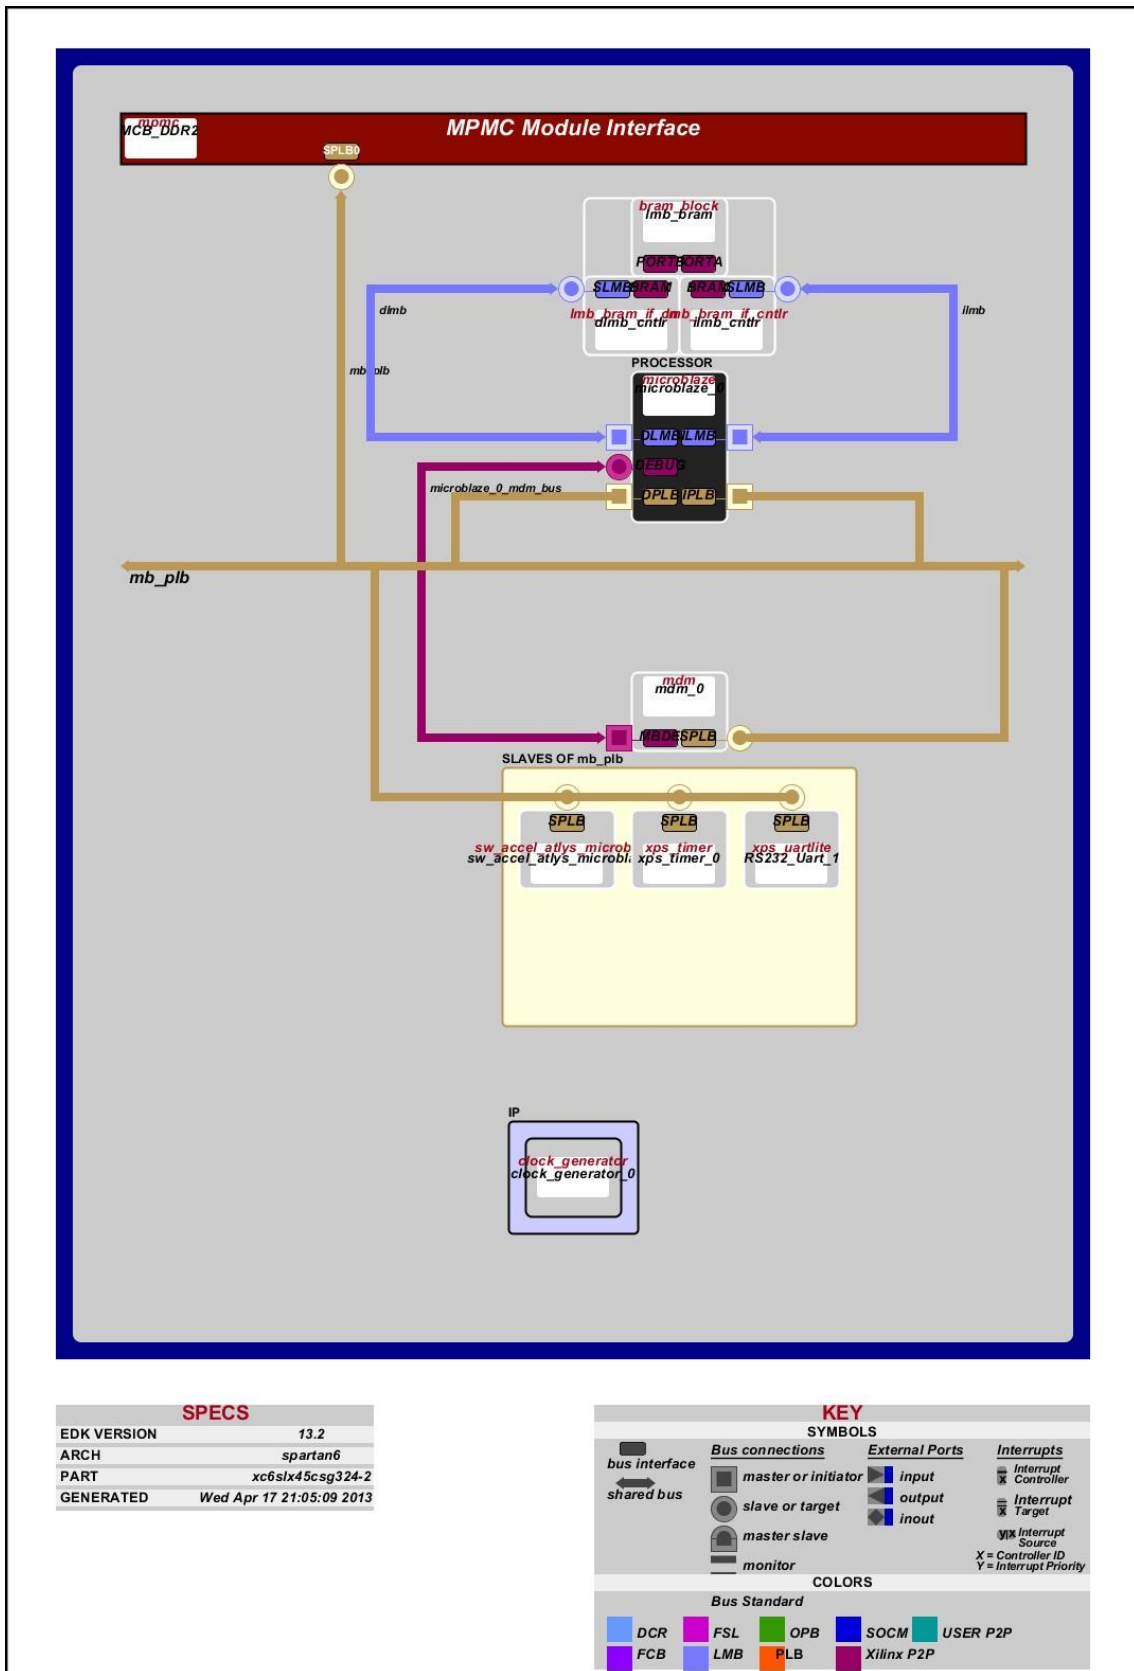 mpmc
MCB_DDR2
MPMC Module Interface
SPLB0
bram_block
lmb_bram
PORTB PORTA
SLMB BRAM BRAM SLMB
dlmb
lmb_bram_if_cntlr lmb_bram_if_cntlr
ilmb
dlmb_cntlr ilmb_cntlr
PROCESSOR
mb_plb
microblaze
microblaze_0
DLMB ILMB
DEBUG
microblaze_0_mdm_bus
DPLB IPLB
mb_plb
mdm
mdm_0
SPLB
SLAVES OF mb_plb
SPLB SPLB SPLB
sw_accel_atlys_microb xps_timer xps_uartlite
sw_accel_atlys_microbl xps_timer_0 RS232_Uart_1
IP
clock_generator
clock_generator_0
SPECS
EDK VERSION 13.2
ARCH spartan6
PART xc6slx45csg324-2
GENERATED Wed Apr 17 21:05:09 2013
KEY
SYMBOLS
bus interface
shared bus
Bus connections
master or initiator
slave or target
master slave
monitor
External Ports
input
output
inout
Interrupts
Interrupt
Controller
Interrupt
Target
Interrupt
Source
X = Controller ID
Y = Interrupt Priority
COLORS
Bus Standard
DCR FSL OPB SOCM USER P2P
FCB LMB PLB Xilinx P2P